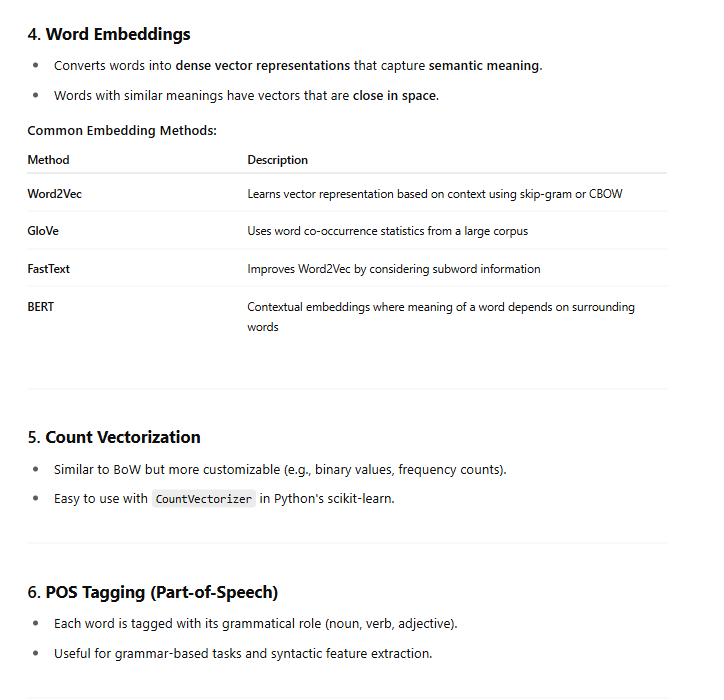 4. Word Embeddings
• Converts words into dense vector representations that capture semantic meaning.
• Words with similar meanings have vectors that are close in space.
Common Embedding Methods:
Method Description
Word2Vec Learns vector representation based on context using skip-gram or CBOW
GloVe Uses word co-occurrence statistics from a large corpus
FastText Improves Word2Vec by considering subword information
BERT Contextual embeddings where meaning of a word depends on surrounding
words
5. Count Vectorization
• Similar to BoW but more customizable (e.g., binary values, frequency counts).
• Easy to use with CountVectorizer in Python's scikit-learn.
6. POS Tagging (Part-of-Speech)
• Each word is tagged with its grammatical role (noun, verb, adjective).
• Useful for grammar-based tasks and syntactic feature extraction.